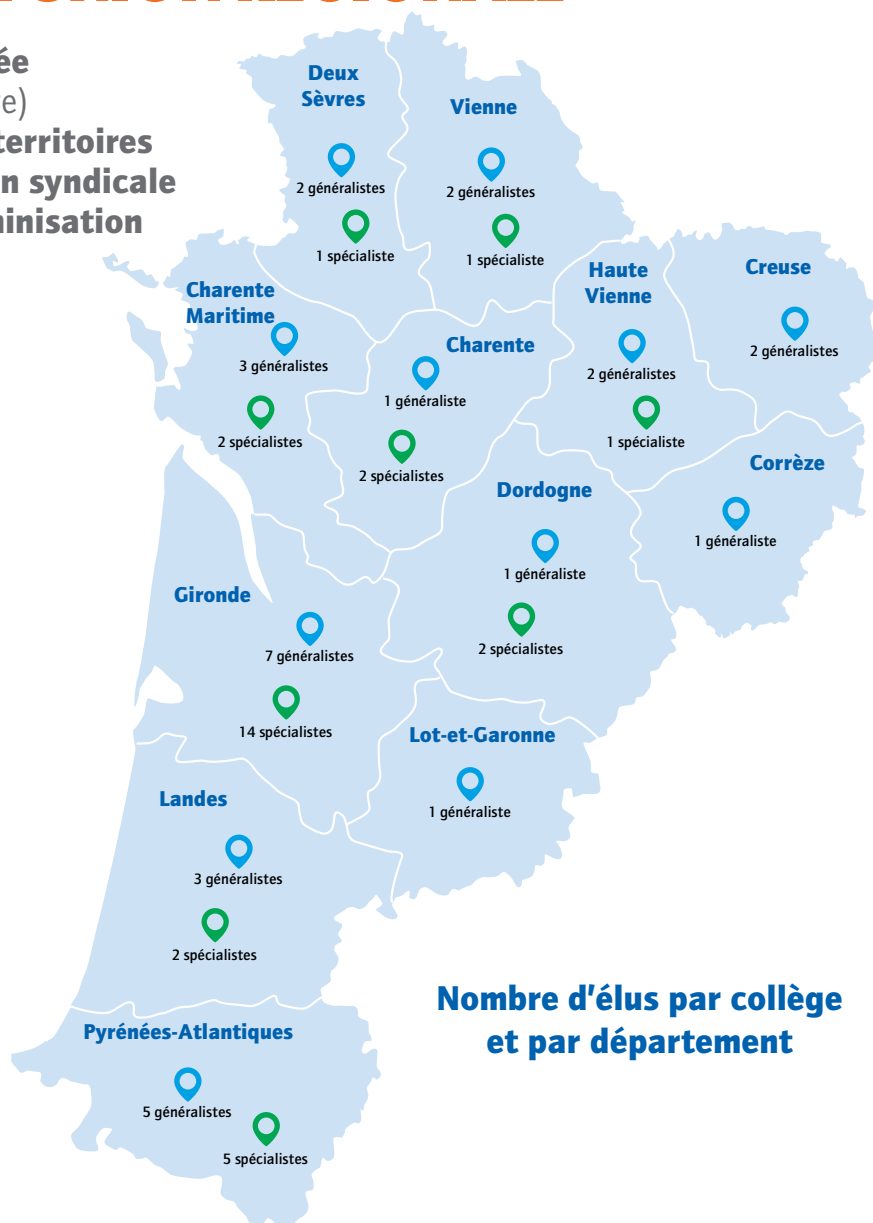 ée
e)
territoires
n syndicale
ninisation
Deux
Sèvres
2 généralistes
1 spécialiste
Vienne
2 généralistes
1 spécialiste
Haute
Vienne
2 généralistes
1 spécialiste
Creuse
2 généralistes
Charente
Maritime
3 généralistes
2 spécialistes
Charente
1 généraliste
2 spécialistes
Corrèze
1 généraliste
Dordogne
1 généraliste
2 spécialistes
Gironde
7 généralistes
14 spécialistes
Lot-et-Garonne
1 généraliste
Landes
3 généralistes
2 spécialistes
Pyrénées-Atlantiques
5 généralistes
5 spécialistes
Nombre d'élus par collège
et par département